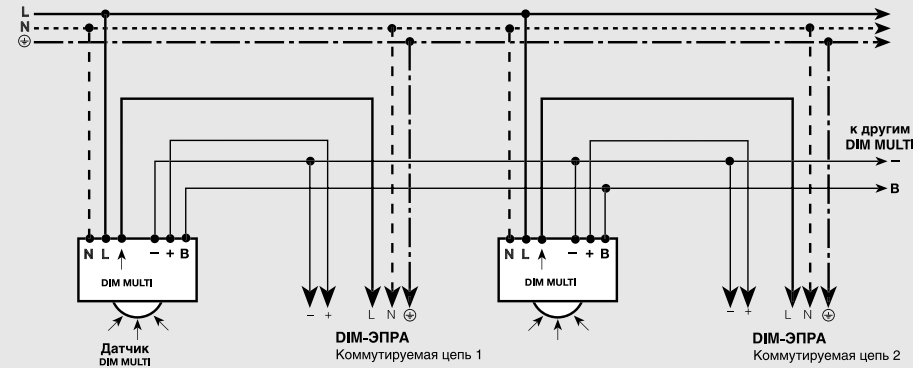 L
N
к другим
DIM MULTI
–
B
N L – + B
DIM MULTI
N L – + B
DIM MULTI
– + L N
– + L N
Датчик
DIM MULTI
DIM-ЭПРА
Коммутируемая цепь 1
DIM-ЭПРА
Коммутируемая цепь 2